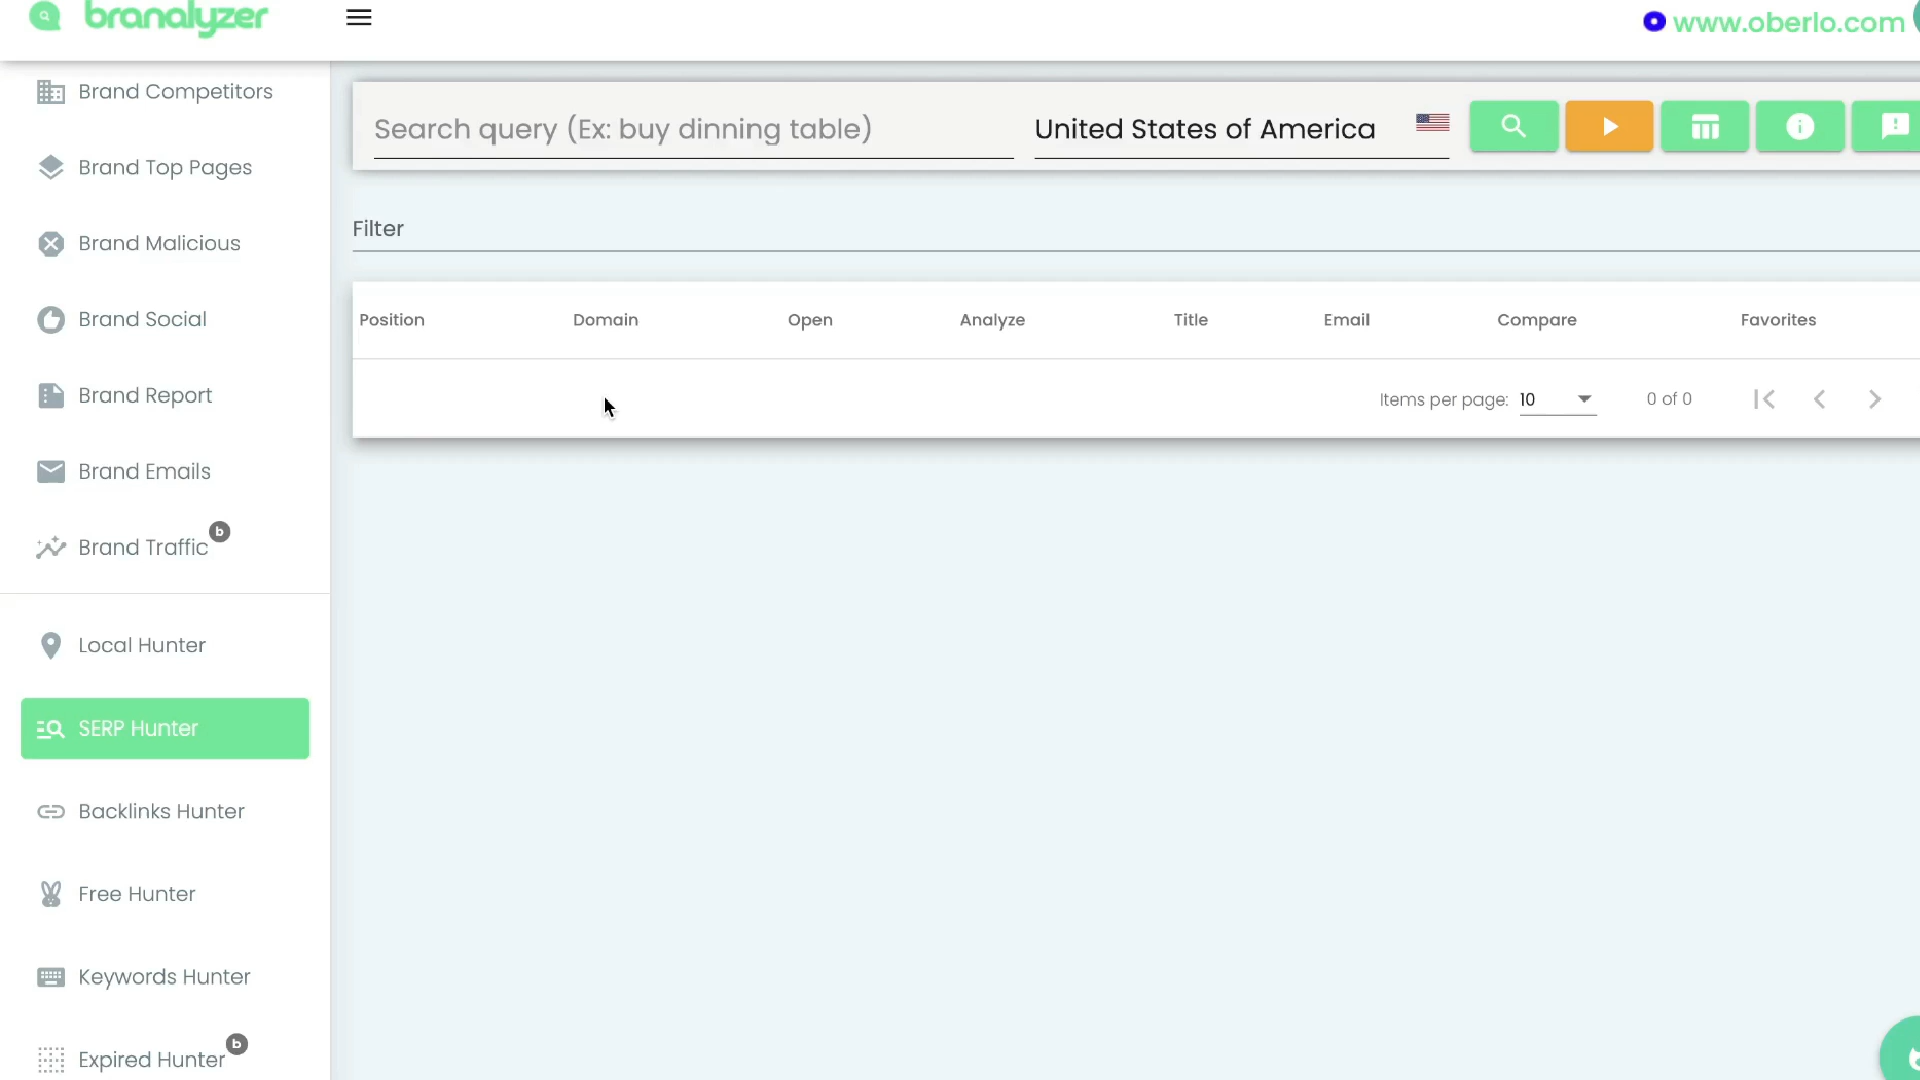 branalyzer
www.oberlo.com
Brand Competitors
Brand Top Pages
Brand Malicious
Brand Social
Brand Report
Brand Emails
Brand Traffic b
Local Hunter
SERP Hunter
Backlinks Hunter
Free Hunter
Keywords Hunter
Expired Hunter b
Search query (Ex: buy dinning table) United States of America
Filter
Position Domain Open Analyze Title Email Compare Favorites
Items per page: 10 0 of 0